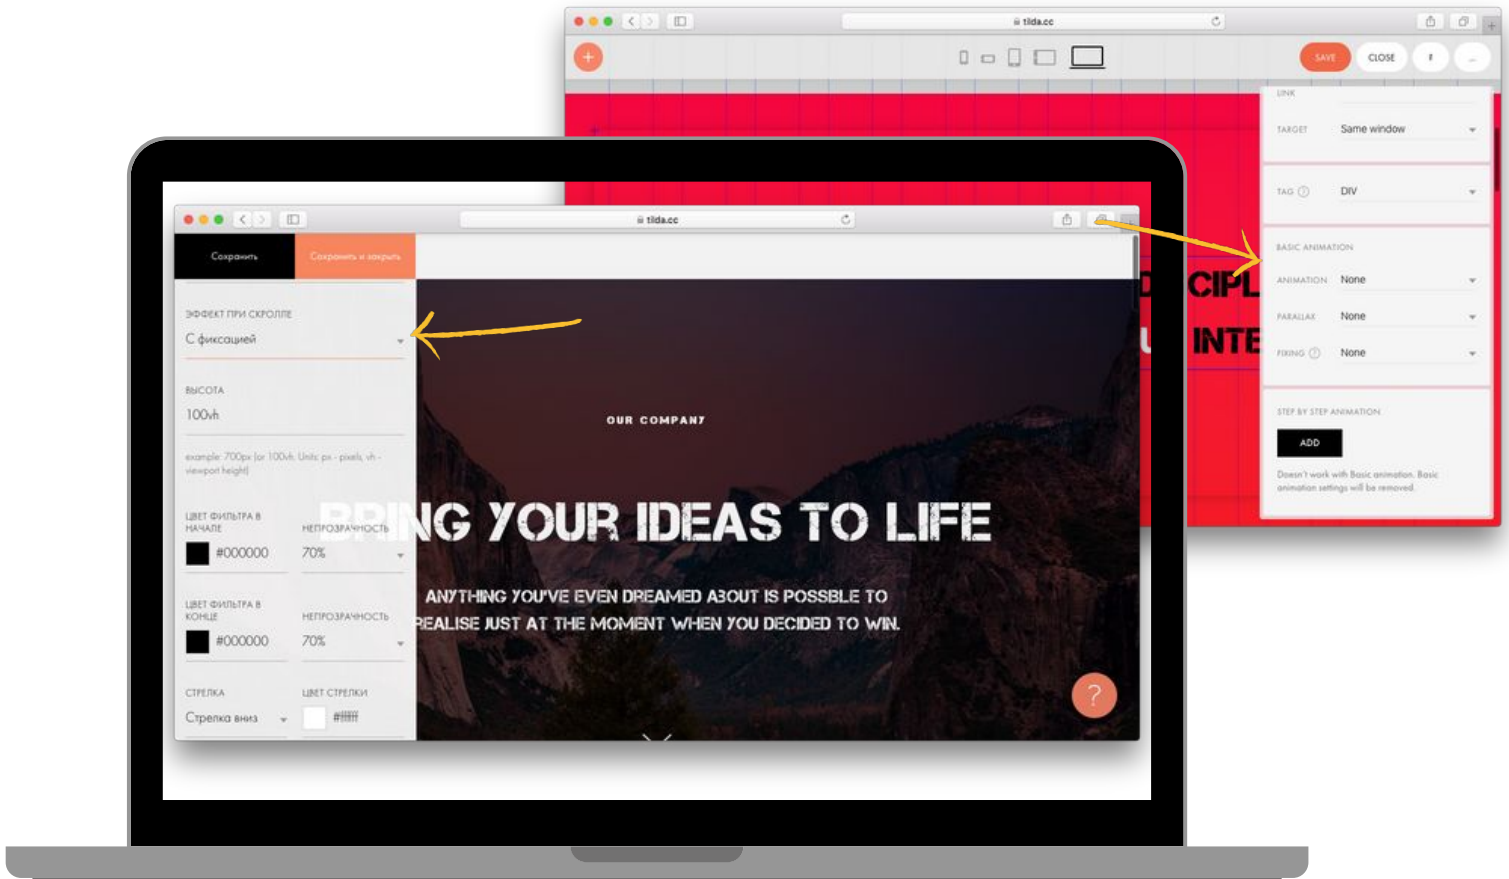 tilda.cc
SAVE
CLOSE
LINK
TARGET Same window
TAG ? DIV
BASIC ANIMATION
ANIMATION None
PARALLAX None
FIXING ? None
STEP BY STEP ANIMATION
ADD
Doesn't work with Basic animation. Basic
animation settings will be removed.
CIPL
INTE
tilda.cc
Сохранить
Сохранить и закрыть
ЭФФЕКТ ПРИ СКРОЛЛЕ
С фиксацией
ВЫСОТА
100vh
example: 700px (or 100vh. Units: px - pixels, vh -
viewport height)
ЦВЕТ ФИЛЬТРА В
НАЧАЛЕ
НЕПРОЗРАЧНОСТЬ
#000000
70%
ЦВЕТ ФИЛЬТРА В
КОНЦЕ
НЕПРОЗРАЧНОСТЬ
#000000
70%
СТРЕЛКА
ЦВЕТ СТРЕЛКИ
Стрелка вниз
#ffffff
OUR COMPANY
BRING YOUR IDEAS TO LIFE
ANYTHING YOU'VE EVEN DREAMED ABOUT IS POSSBLE TO
REALISE JUST AT THE MOMENT WHEN YOU DECIDED TO WIN.
?